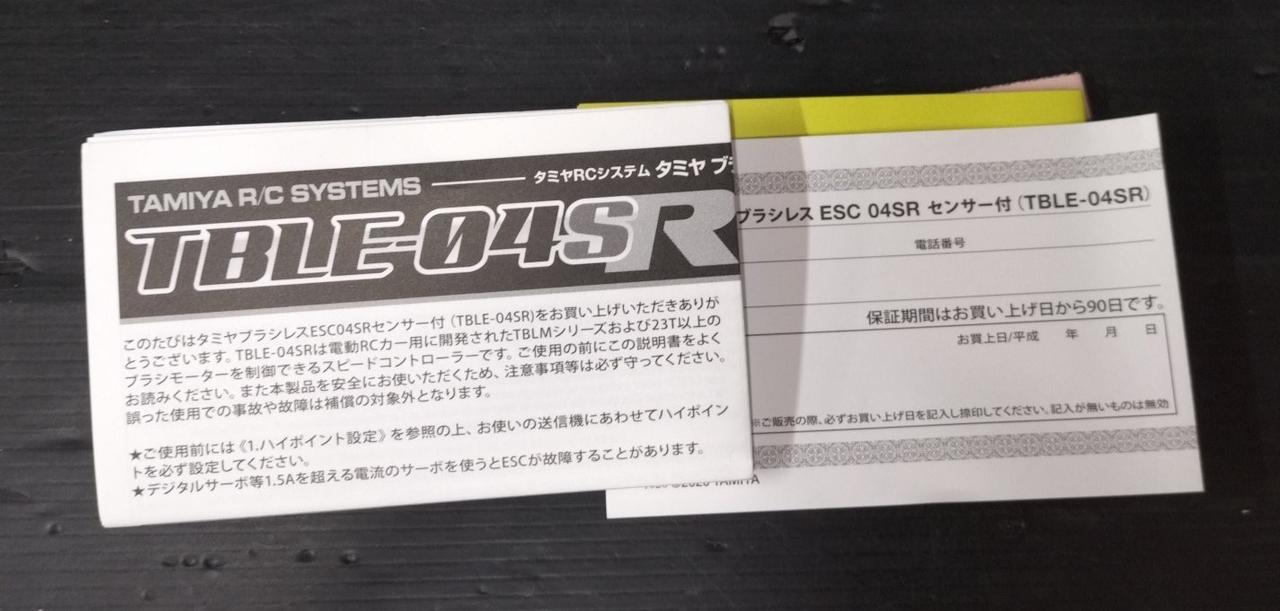 TAMIYA R/C SYSTEMS タミヤRCシステム タミヤ ブ
TBLE-04SR
このたびはタミヤブラシレスESC04SRセンサー付（TBLE-04SR)をお買い上げいただきありが
とうございます。TBLE-04SRは電動RCカー用に開発されたTBLMシリーズおよび23T以上の
ブラシモーターを制御できるスピードコントローラーです。ご使用の前にこの説明書をよく
お読みください。また本製品を安全にお使いただくため、注意事項等は必ず守ってください。
誤った使用での事故や故障は補償の対象外となります。
★ご使用前には《1.ハイポイント設定》を参照の上、お使いの送信機にあわせてハイポイン
トを必ず設定してください。
★デジタルサーボ等1.5Aを超える電流のサーボを使うとESCが故障することがあります。
ブラシレス ESC 04SR センサー付（TBLE-04SR）
電話番号
保証期間はお買い上げ日から90日です。
お買上日/平成 年 月 日
※ご販売の際、必ずお買い上げ日を記入し捺印してください。記入が無いものは無効
TAMIYA